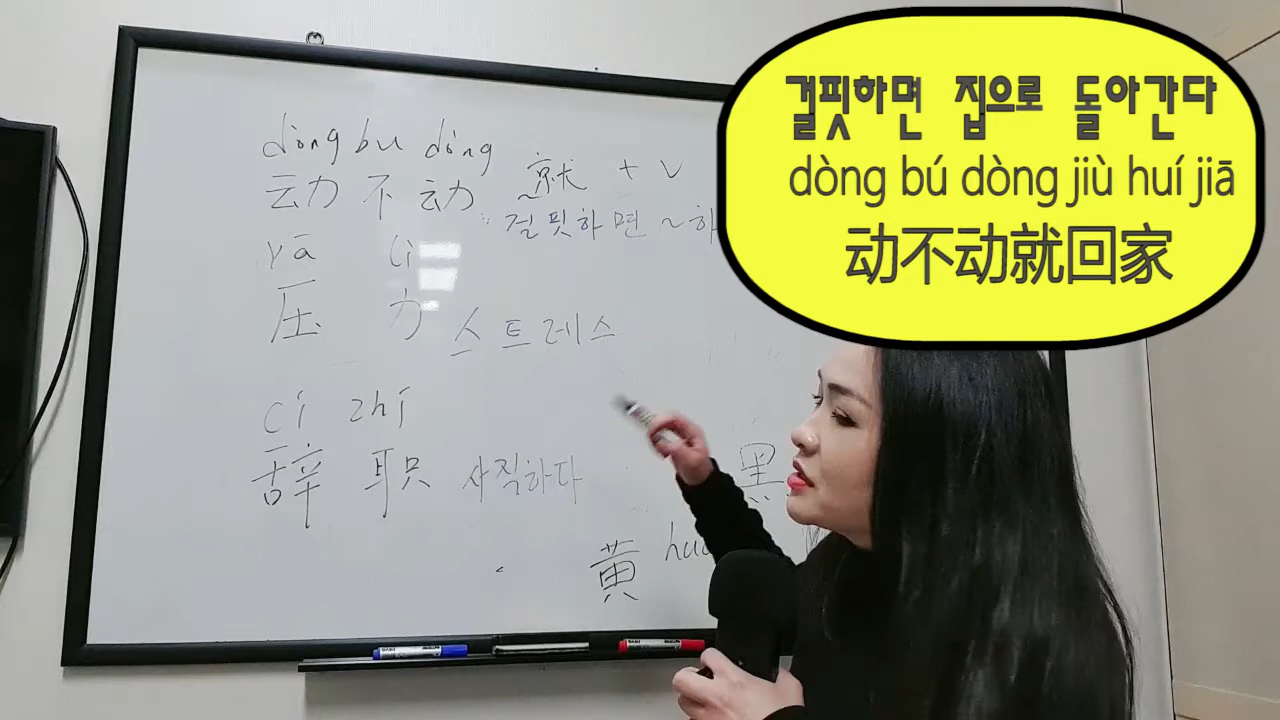 걸핏하면 집으로 돌아간다
dòng bú dòng jiù huí jiā
动不动就回家
dòng bu dòng
动不动 就 + V
걸핏하면 ~하
yā lì
压力 스트레스
cí zhí
辞职 사직하다
黑
黄